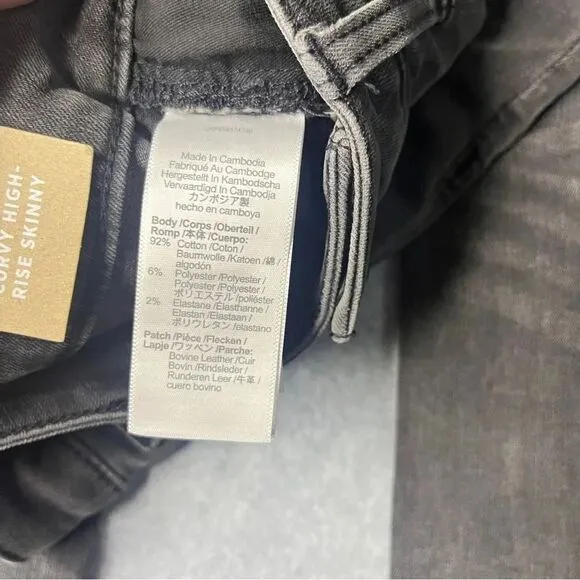 CURVY HIGH-
RISE SKINNY
Made In Cambodia
Fabriqué Au Cambodge
Hergestellt In Kambodscha
Vervaardigd In Cambodja
カンボジア製
hecho en camboya
Body /Corps /Oberteil /
Romp /本体 /Cuerpo:
92% Cotton /Coton /
Baumwolle /Katoen /綿 /
algodón
6% Polyester /Polyester /
Polyester /Polyester /
ポリエステル /poliéster
2% Elastane /Élasthanne /
Elastan /Elastaan /
ポリウレタン /elastano
Patch /Pièce /Flecken /
Lapje /ワッペン /Parche:
Bovine Leather /Cuir
Bovin /Rindsleder /
Runderen Leer /牛革 /
cuero bovino